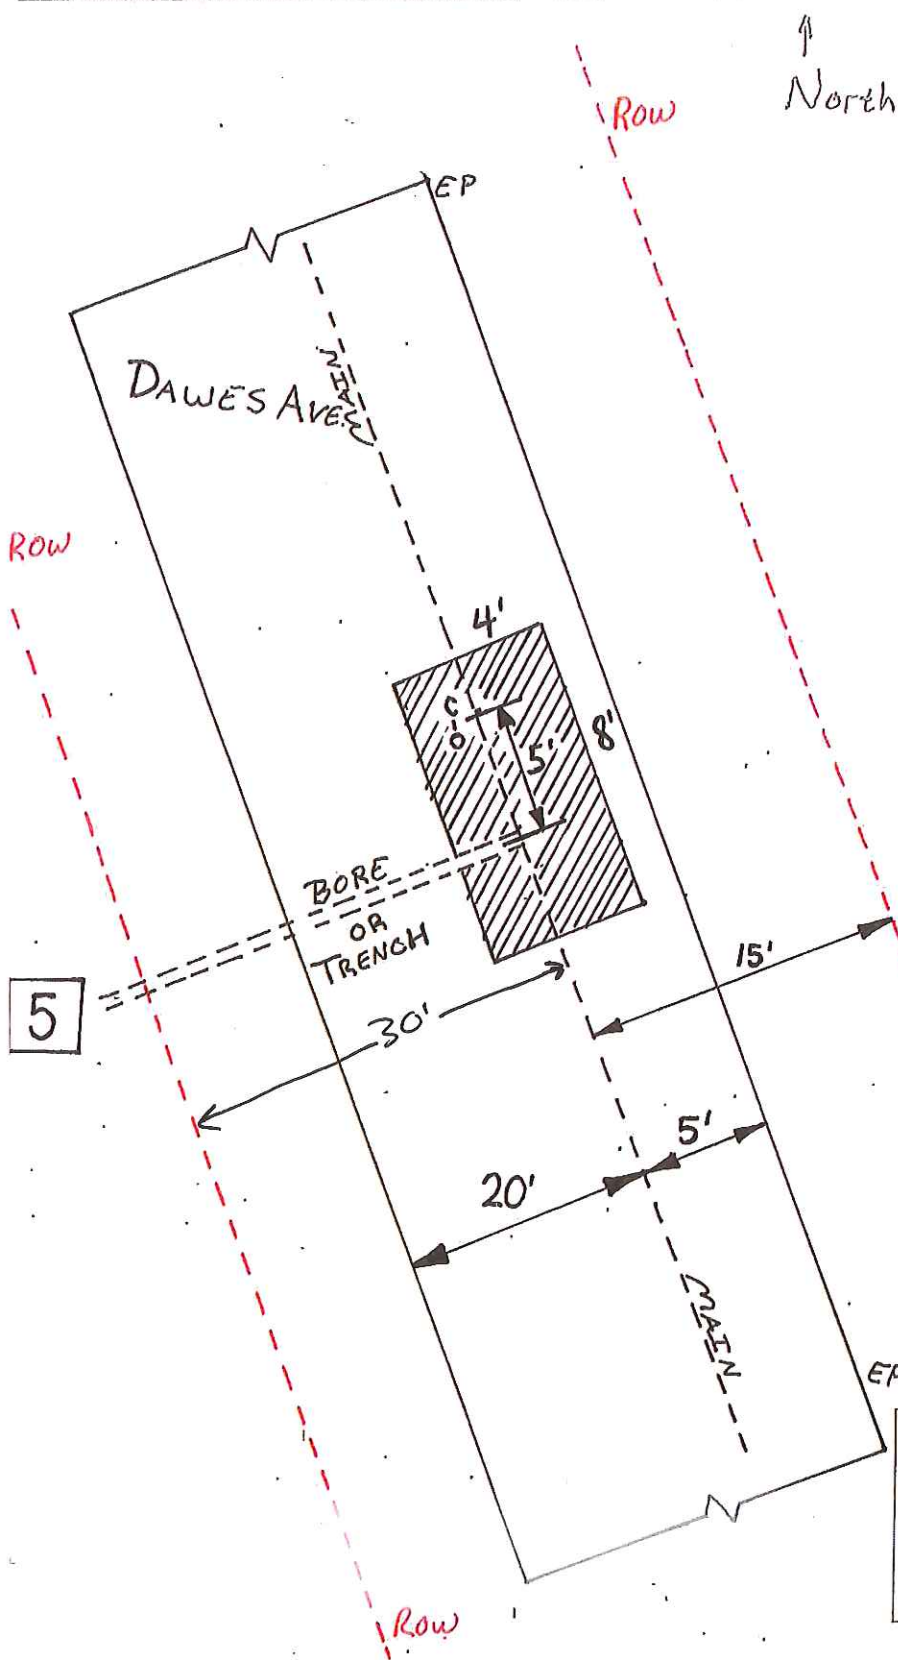 North
Row
EP
DAWES AVE.
MAIN
Row
4'
C
O
5'
8'
BORE
OR
TRENCH
5
30'
15'
5'
20'
MAIN
EP
Row